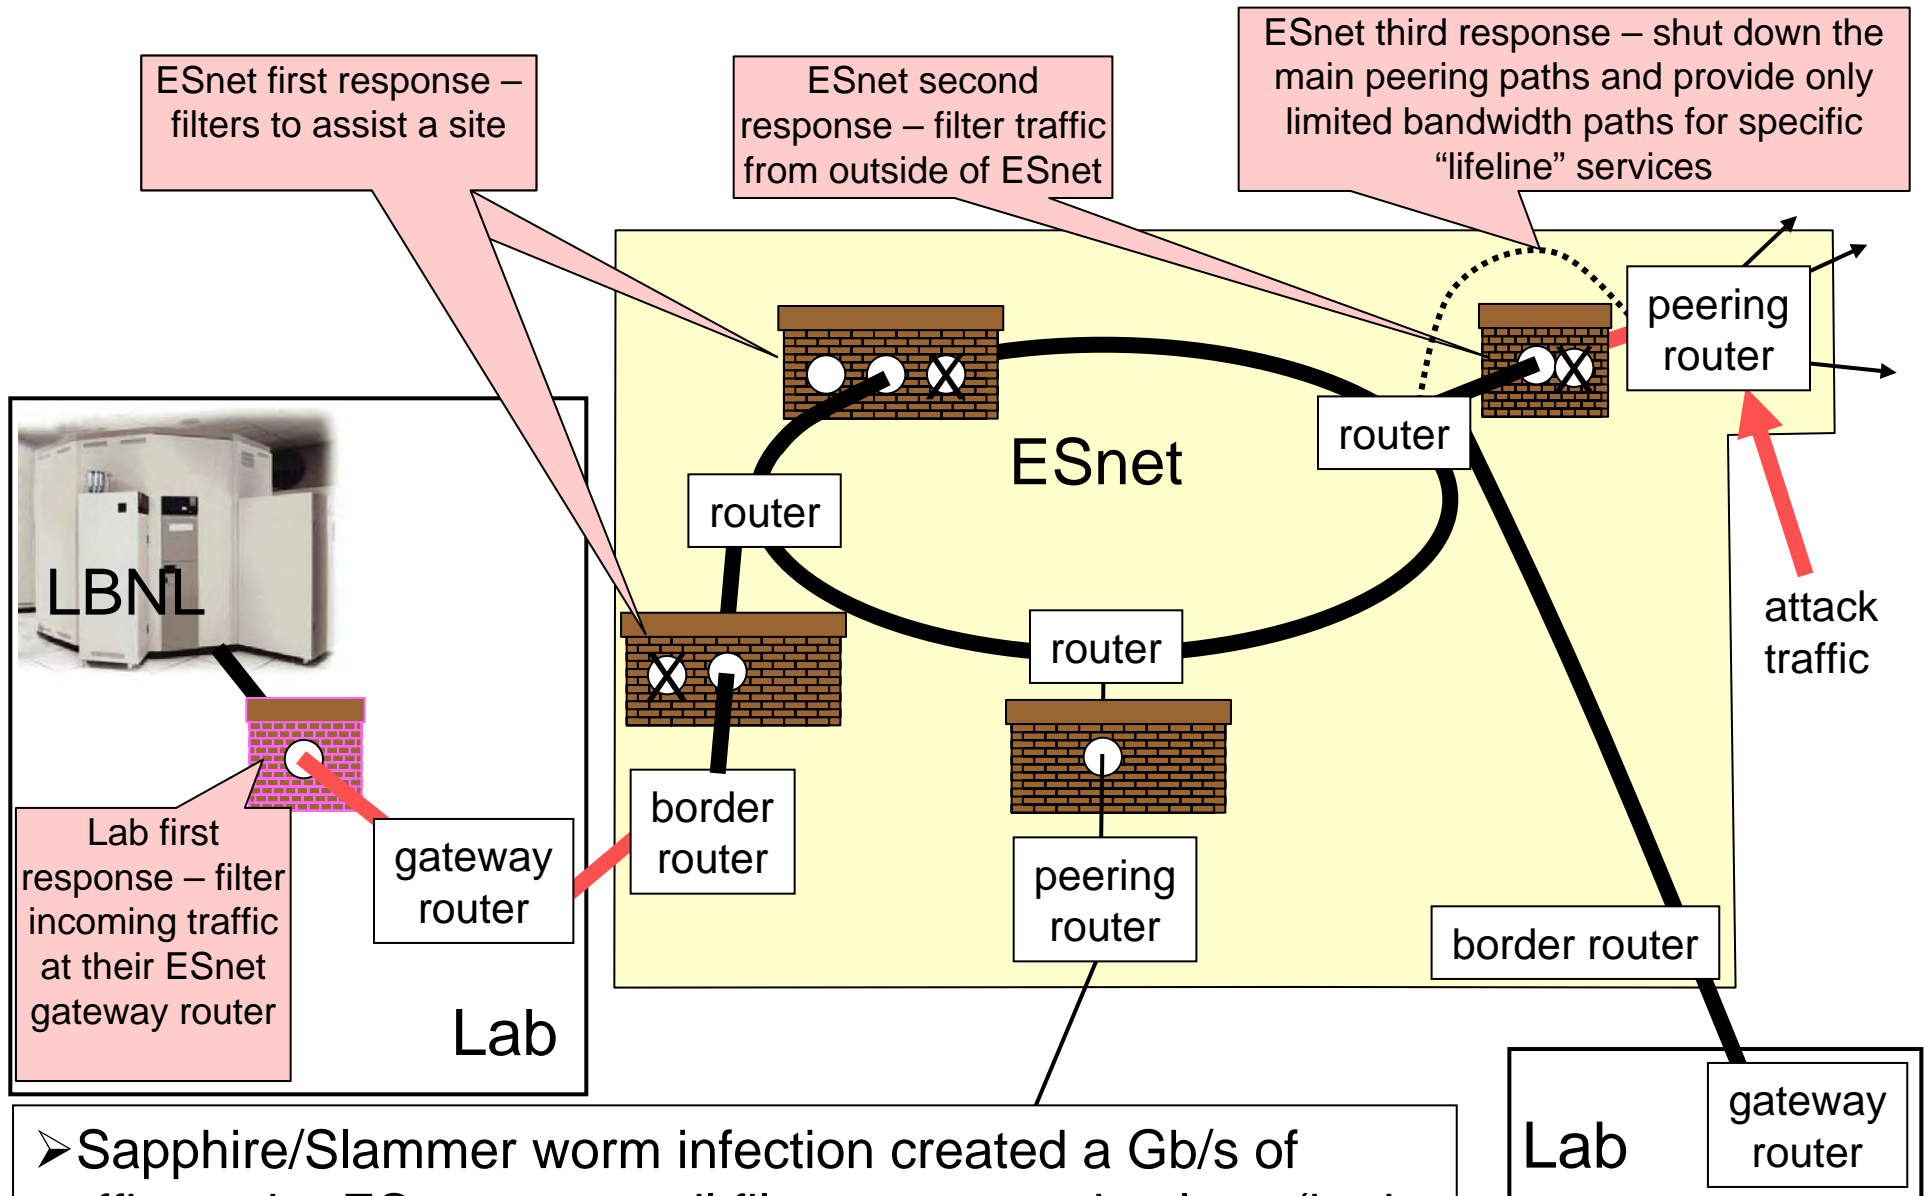 ESnet first response –
filters to assist a site
ESnet second
response – filter traffic
from outside of ESnet
ESnet third response – shut down the
main peering paths and provide only
limited bandwidth paths for specific
“lifeline” services
peering
router
X
X
router
ESnet
router
LBNL
attack
traffic
router
X
border
router
Lab first
response – filter
incoming traffic
at their ESnet
gateway router
gateway
router
peering
router
border router
Lab
gateway
router
Lab
➢Sapphire/Slammer worm infection created a Gb/s of